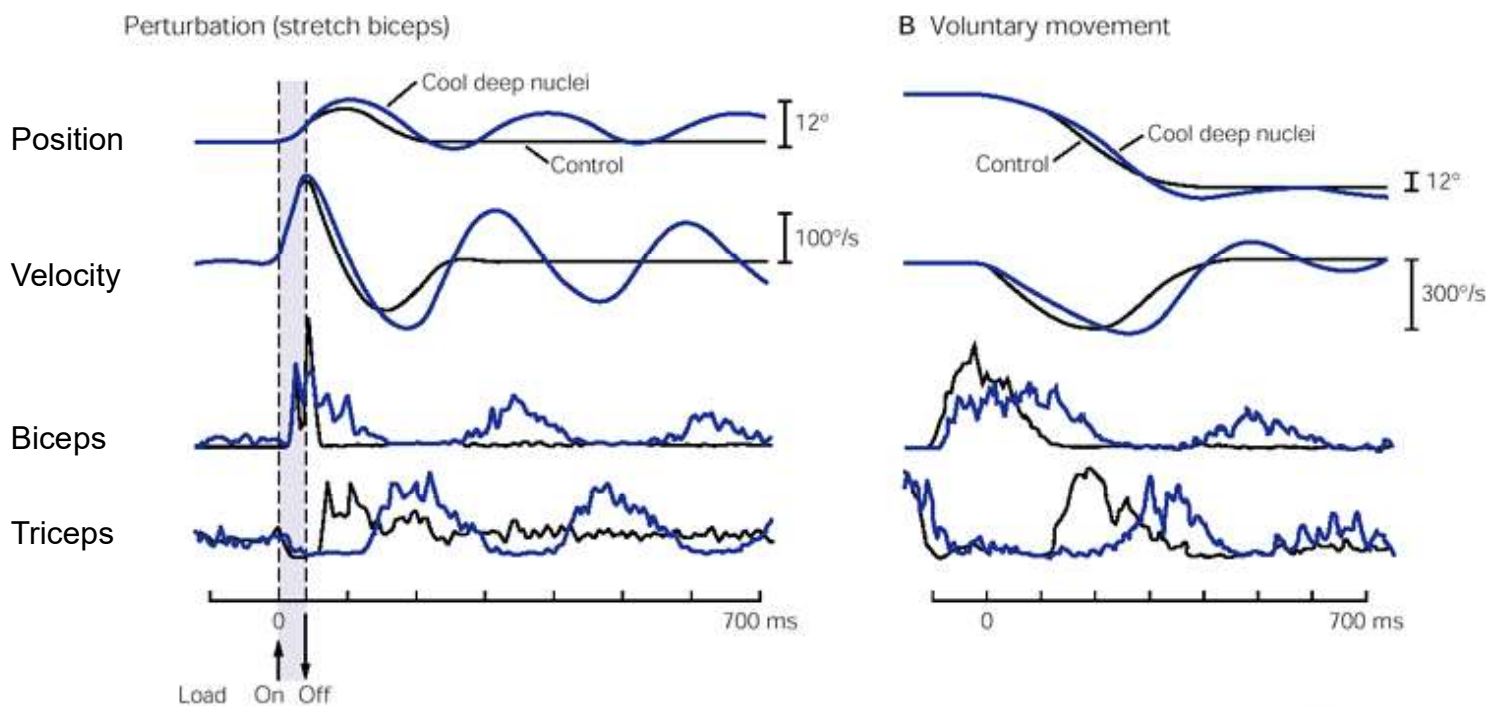 Perturbation (stretch biceps)
Cool deep nuclei
Position
12°
Control
Velocity
100°/s
Biceps
Triceps
0
700 ms
Load On Off
B Voluntary movement
Cool deep nuclei
Control
12°
300°/s
0
700 ms